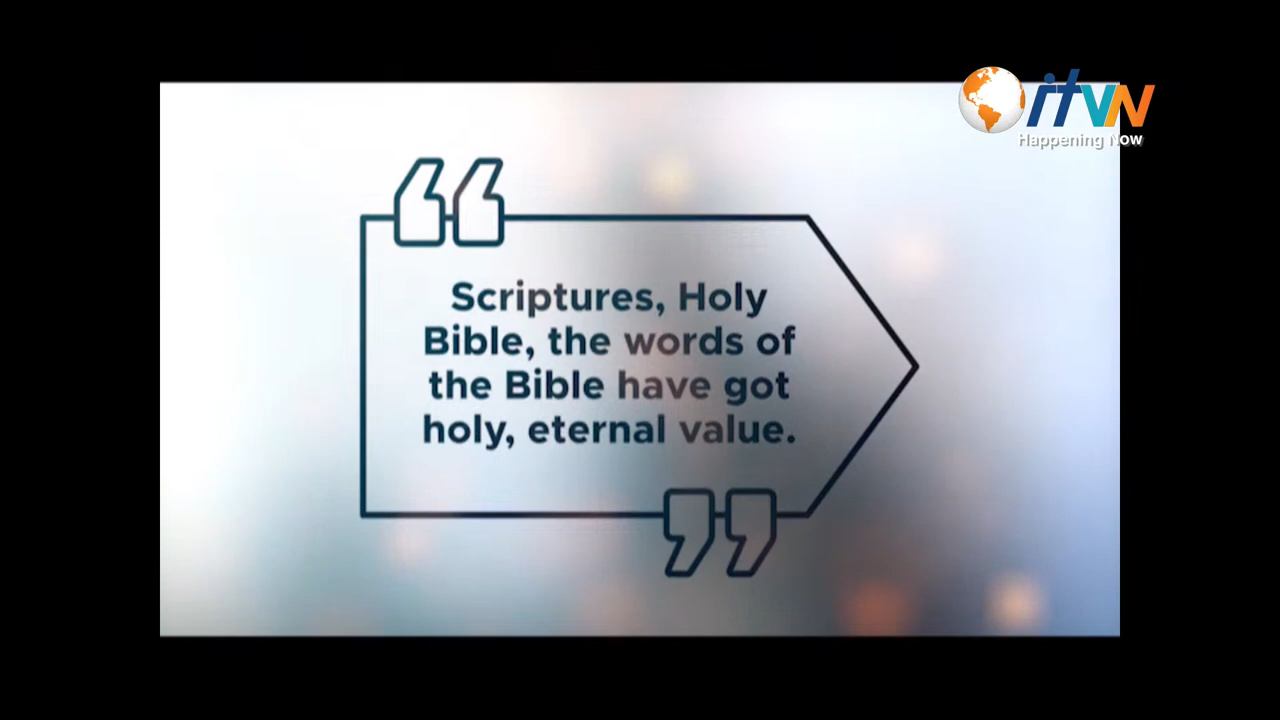 itvn
Happening Now
Scriptures, Holy
Bible, the words of
the Bible have got
holy, eternal value.